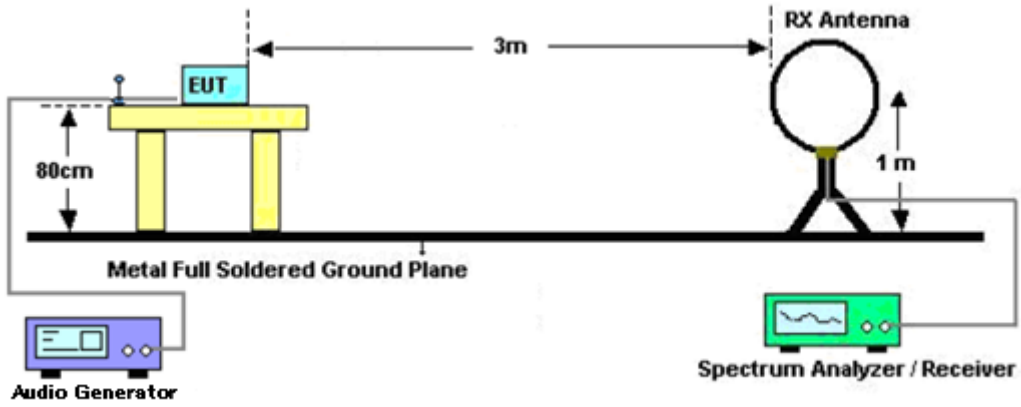 RX Antenna
3m
EUT
80cm
1 m
Metal Full Soldered Ground Plane
Spectrum Analyzer / Receiver
Audio Generator